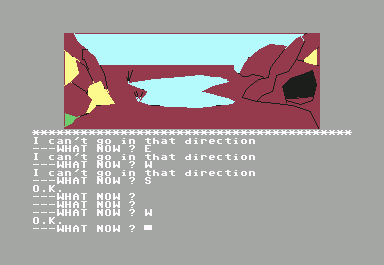 ****************************************
I can't go in that direction
---WHAT NOW ? E
I can't go in that direction
---WHAT NOW ? W
I can't go in that direction
---WHAT NOW ? S
O.K.
---WHAT NOW ?
---WHAT NOW ?
---WHAT NOW ? W
O.K.
---WHAT NOW ?